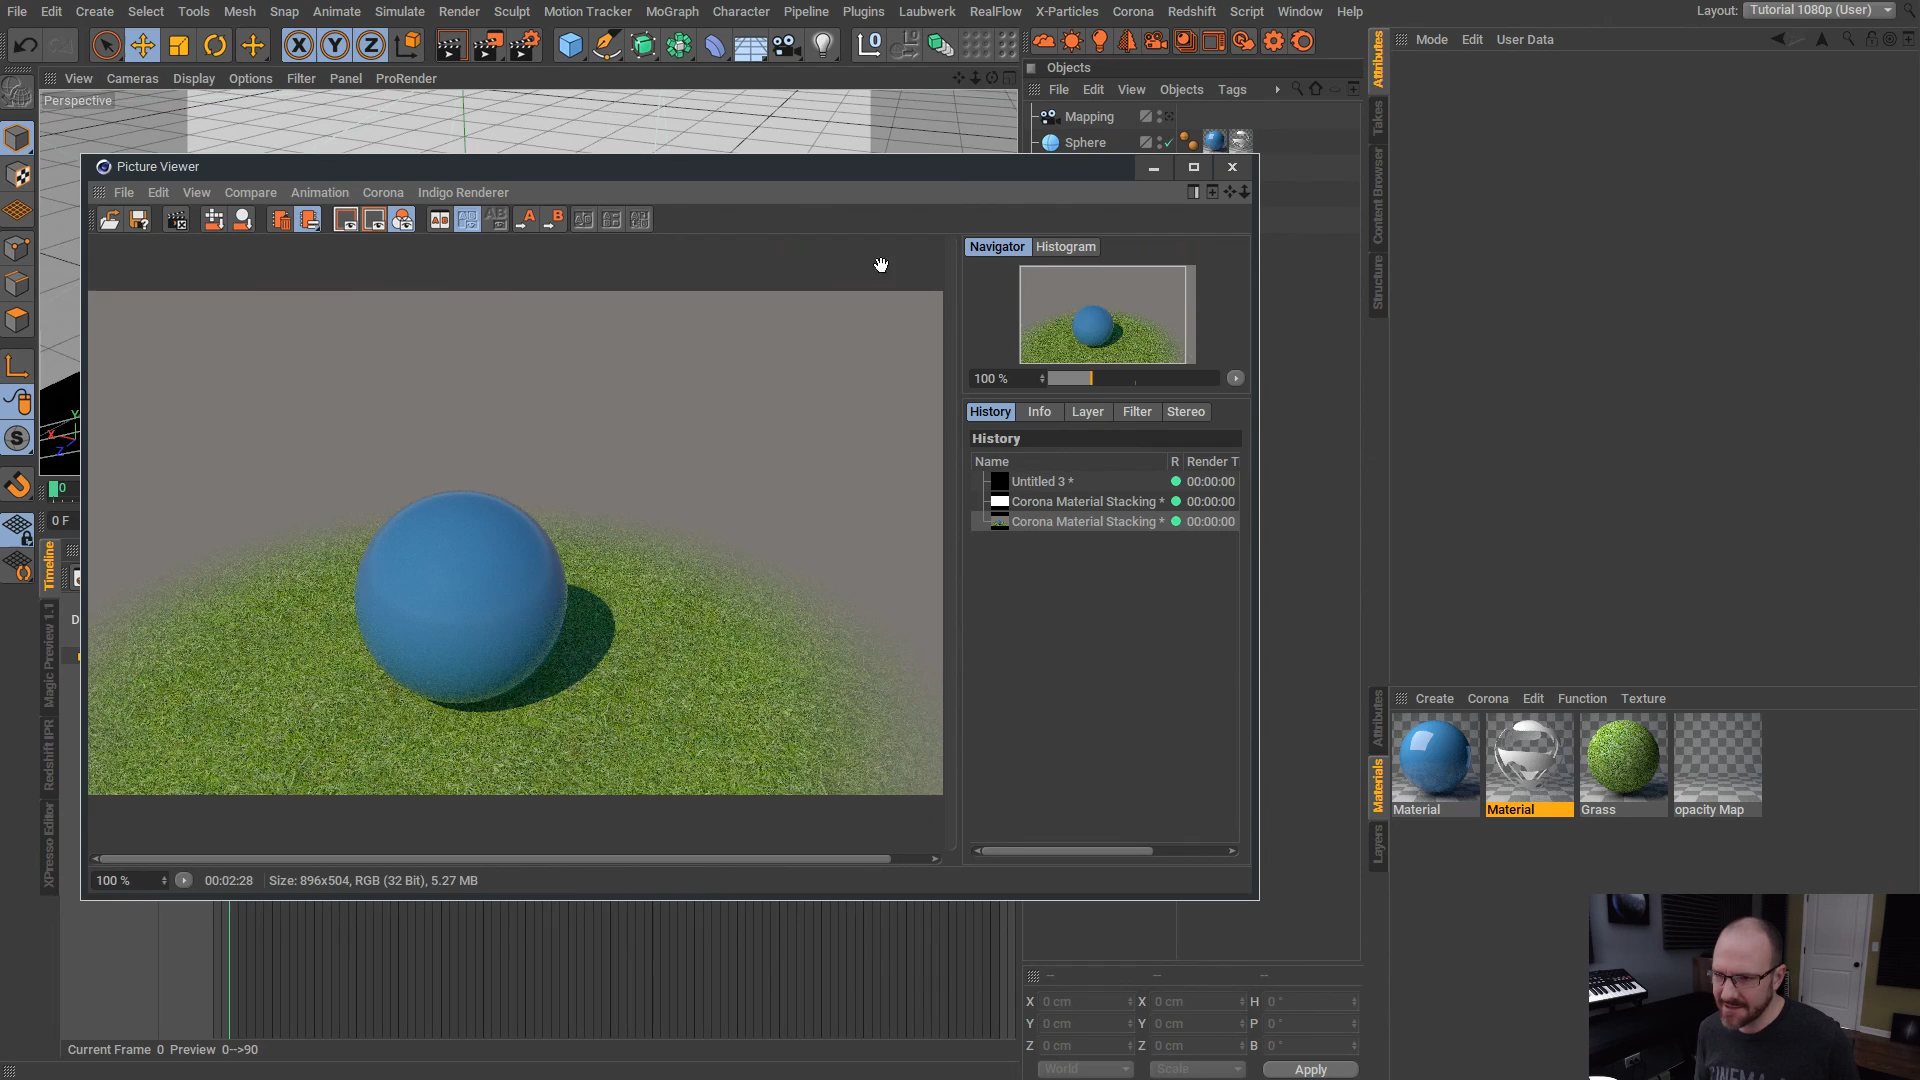 File Edit Create Select Tools Mesh Snap Animate Simulate Render Sculpt Motion Tracker MoGraph Character Pipeline Plugins Laubwerk RealFlow X-Particles Corona Redshift Script Window Help
Layout: Tutorial 1080p (User)
X Y Z
View Cameras Display Options Filter Panel ProRender
Perspective
Objects
File Edit View Objects Tags
Mapping
Sphere
Mode Edit User Data
Attributes
Takes
Content Browser
Structure
Picture Viewer
File Edit View Compare Animation Corona Indigo Renderer
Navigator Histogram
100 %
History Info Layer Filter Stereo
History
Name R Render T
Untitled 3 * 00:00:00
Corona Material Stacking * 00:00:00
Corona Material Stacking * 00:00:00
100 % 00:02:28 Size: 896x504, RGB (32 Bit), 5.27 MB
0
0 F
Timeline
Magic Preview 1.1
Redshift IPR
XPresso Editor
Attributes
Materials
Layers
Create Corona Edit Function Texture
Material Material Grass opacity Map
X 0 cm X 0 cm H 0 °
Y 0 cm Y 0 cm P 0 °
Z 0 cm Z 0 cm B 0 °
World Scale Apply
Current Frame 0 Preview 0-->90